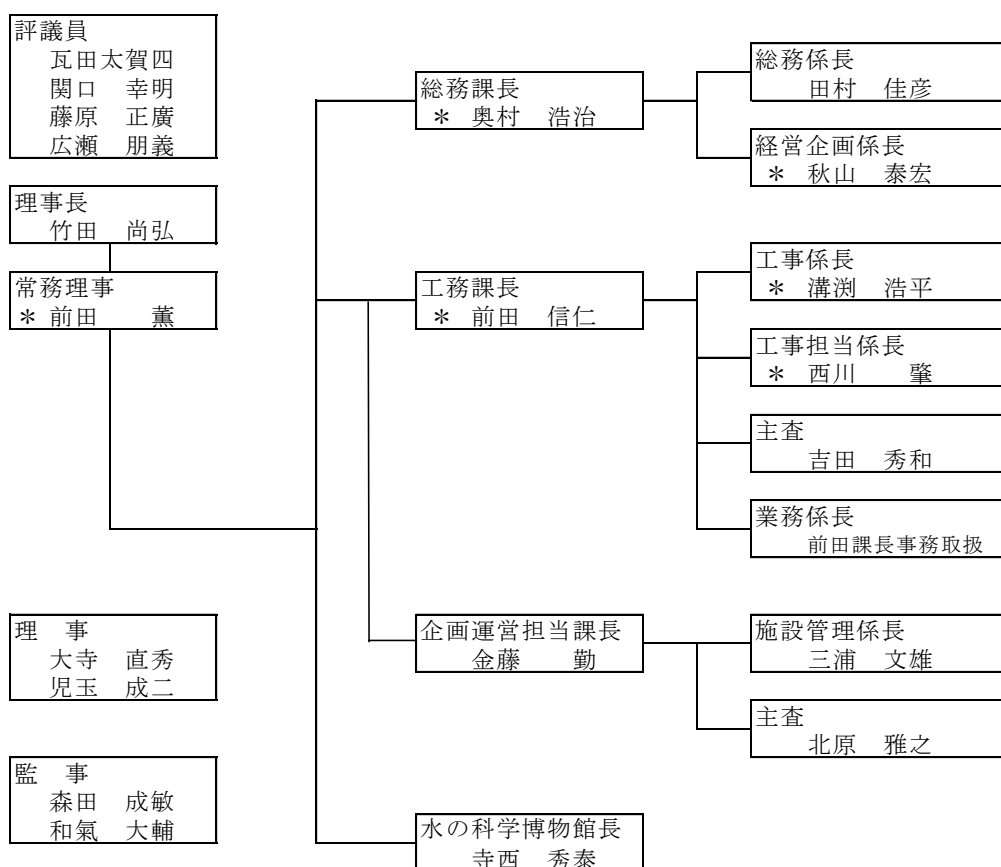 評議員
瓦田太賀四
関口　幸明
藤原　正廣
広瀬　朋義
理事長
竹田　尚弘
常務理事
＊ 前田　　薫
理　事
大寺　直秀
児玉　成二
監　事
森田　成敏
和氣　大輔
総務課長
＊　奥村　浩治
工務課長
＊　前田　信仁
企画運営担当課長
金藤　　勤
水の科学博物館長
寺西　秀泰
総務係長
田村　佳彦
経営企画係長
＊　秋山　泰宏
工事係長
＊　溝渕　浩平
工事担当係長
＊　西川　　肇
主査
吉田　秀和
業務係長
前田課長事務取扱
施設管理係長
三浦　文雄
主査
北原　雅之